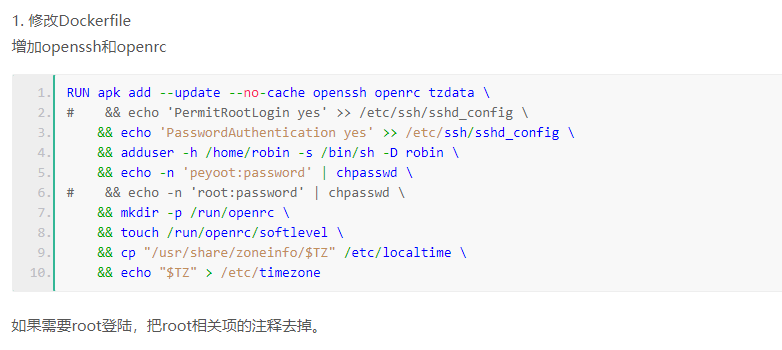 1. 修改Dockerfile
增加openssh和openrc
1. RUN apk add --update --no-cache openssh openrc tzdata \
2. #    && echo 'PermitRootLogin yes' >> /etc/ssh/sshd_config \
3.     && echo 'PasswordAuthentication yes' >> /etc/ssh/sshd_config \
4.     && adduser -h /home/robin -s /bin/sh -D robin \
5.     && echo -n 'peyoot:password' | chpasswd \
6. #    && echo -n 'root:password' | chpasswd \
7.     && mkdir -p /run/openrc \
8.     && touch /run/openrc/softlevel \
9.     && cp "/usr/share/zoneinfo/$TZ" /etc/localtime \
10.     && echo "$TZ" > /etc/timezone
如果需要root登陆，把root相关项的注释去掉。